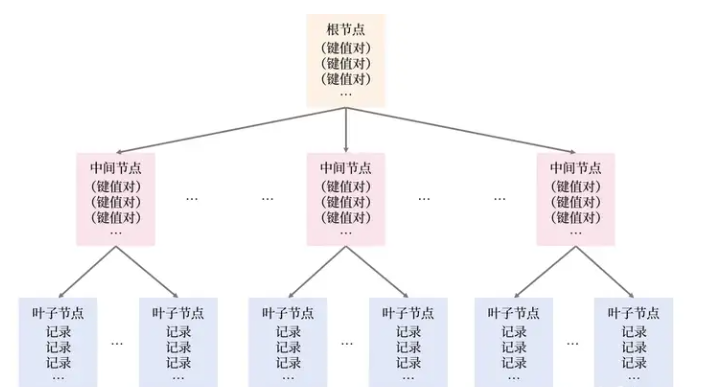 根节点
（键值对）
（键值对）
（键值对）
…
中间节点
（键值对）
（键值对）
（键值对）
…
…
…
中间节点
（键值对）
（键值对）
（键值对）
…
…
…
中间节点
（键值对）
（键值对）
（键值对）
…
叶子节点
记录
记录
记录
…
…
叶子节点
记录
记录
记录
…
叶子节点
记录
记录
记录
…
…
叶子节点
记录
记录
记录
…
叶子节点
记录
记录
记录
…
…
叶子节点
记录
记录
记录
…